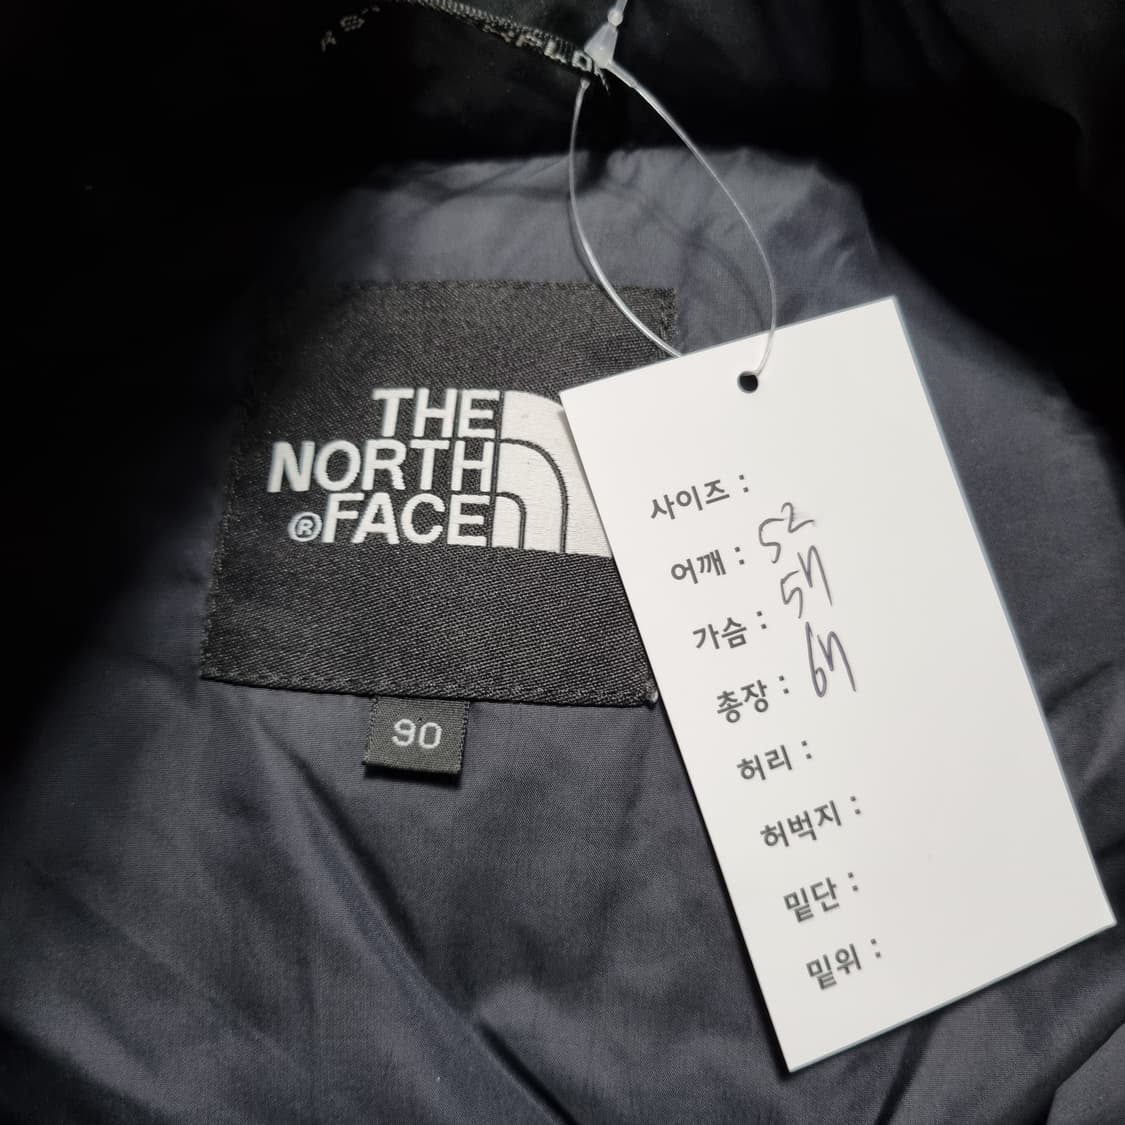 THE
NORTH
®FACE
90
사이즈 :
어깨 : 52
가슴 : 57
총장 : 67
허리 :
허벅지 :
밑단 :
밑위 :